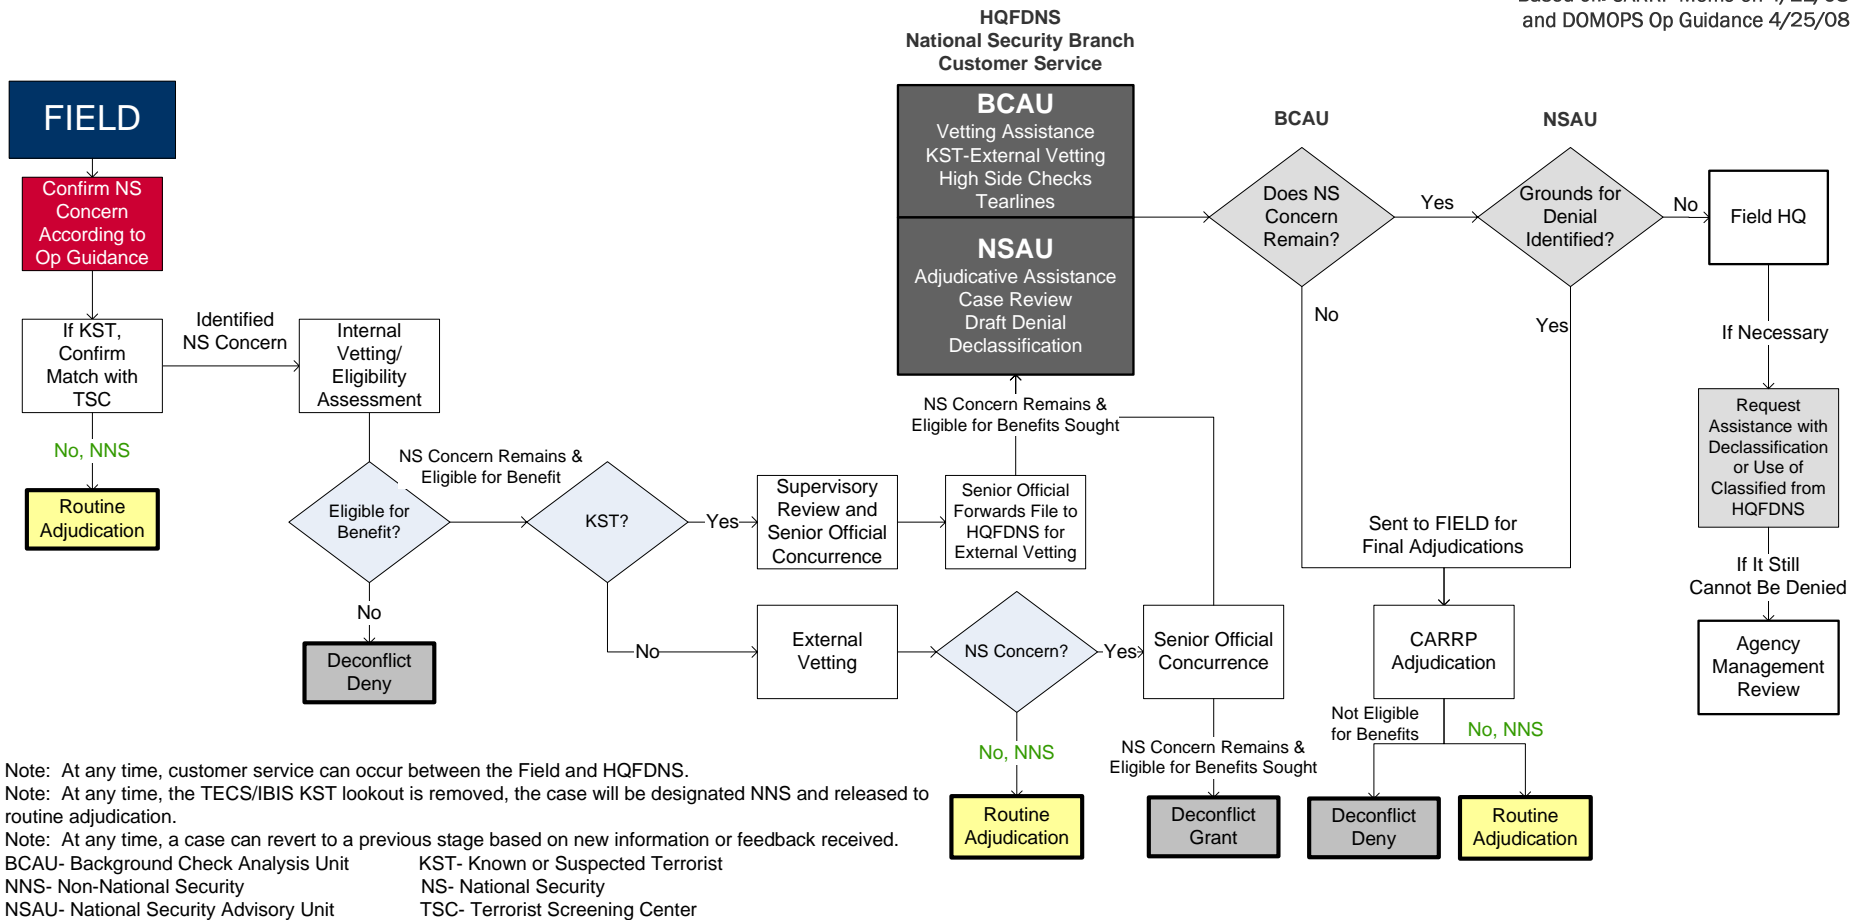 and DOMOPS Op Guidance 4/25/08
HQFDNS
National Security Branch
Customer Service
FIELD
BCAU
Vetting Assistance
KST-External Vetting
High Side Checks
Tearlines
NSAU
Adjudicative Assistance
Case Review
Draft Denial
Declassification
BCAU
NSAU
Confirm NS
Concern
According to
Op Guidance
Does NS
Concern
Remain?
Yes
Grounds for
Denial
Identified?
No
Field HQ
If KST,
Confirm
Match with
TSC
Identified
NS Concern
Internal
Vetting/
Eligibility
Assessment
No
Yes
If Necessary
No, NNS
Routine
Adjudication
NS Concern Remains &
Eligible for Benefits Sought
Request
Assistance with
Declassification
or Use of
Classified from
HQFDNS
NS Concern Remains &
Eligible for Benefit
Eligible for
Benefit?
KST?
Yes
Supervisory
Review and
Senior Official
Concurrence
Senior Official
Forwards File to
HQFDNS for
External Vetting
Sent to FIELD for
Final Adjudications
If It Still
Cannot Be Denied
No
Deconflict
Deny
No
External
Vetting
NS Concern?
Yes
Senior Official
Concurrence
CARRP
Adjudication
Agency
Management
Review
No, NNS
Routine
Adjudication
NS Concern Remains &
Eligible for Benefits Sought
Deconflict
Grant
Not Eligible
for Benefits
No, NNS
Deconflict
Deny
Routine
Adjudication
Note: At any time, customer service can occur between the Field and HQFDNS.
Note: At any time, the TECS/IBIS KST lookout is removed, the case will be designated NNS and released to
routine adjudication.
Note: At any time, a case can revert to a previous stage based on new information or feedback received.
BCAU- Background Check Analysis Unit KST- Known or Suspected Terrorist
NNS- Non-National Security NS- National Security
NSAU- National Security Advisory Unit TSC- Terrorist Screening Center